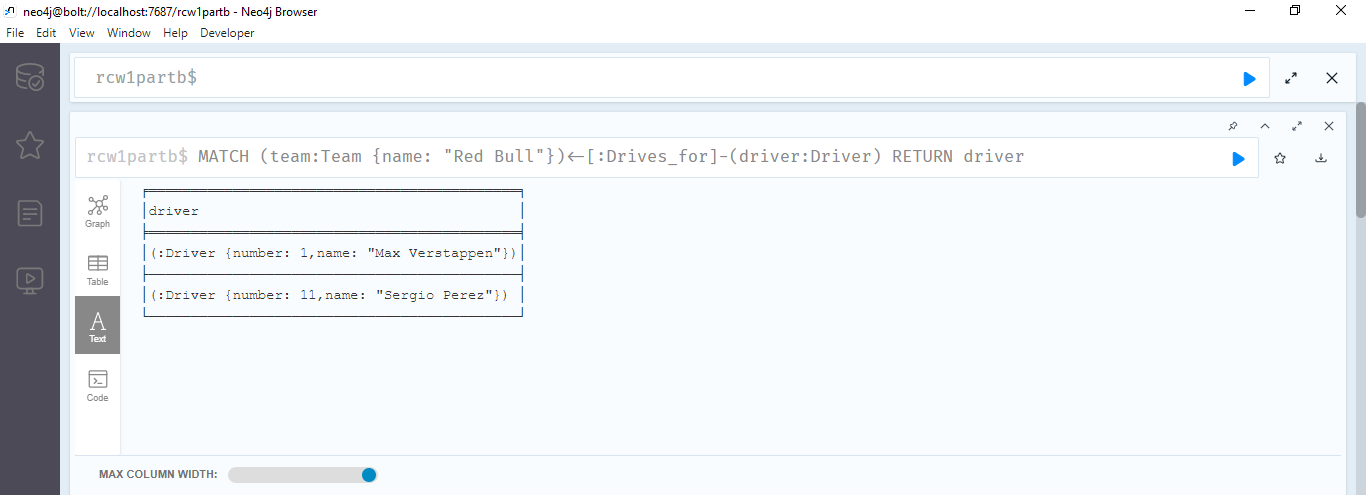 neo4j@bolt://localhost:7687/rcw1partb - Neo4j Browser
File Edit View Window Help Developer
rcw1partb$
rcw1partb$ MATCH (team:Team {name: "Red Bull"})<-[:Drives_for]-(driver:Driver) RETURN driver
Graph
Table
Text
Code
driver
(:Driver {number: 1,name: "Max Verstappen"})
(:Driver {number: 11,name: "Sergio Perez"})
MAX COLUMN WIDTH: